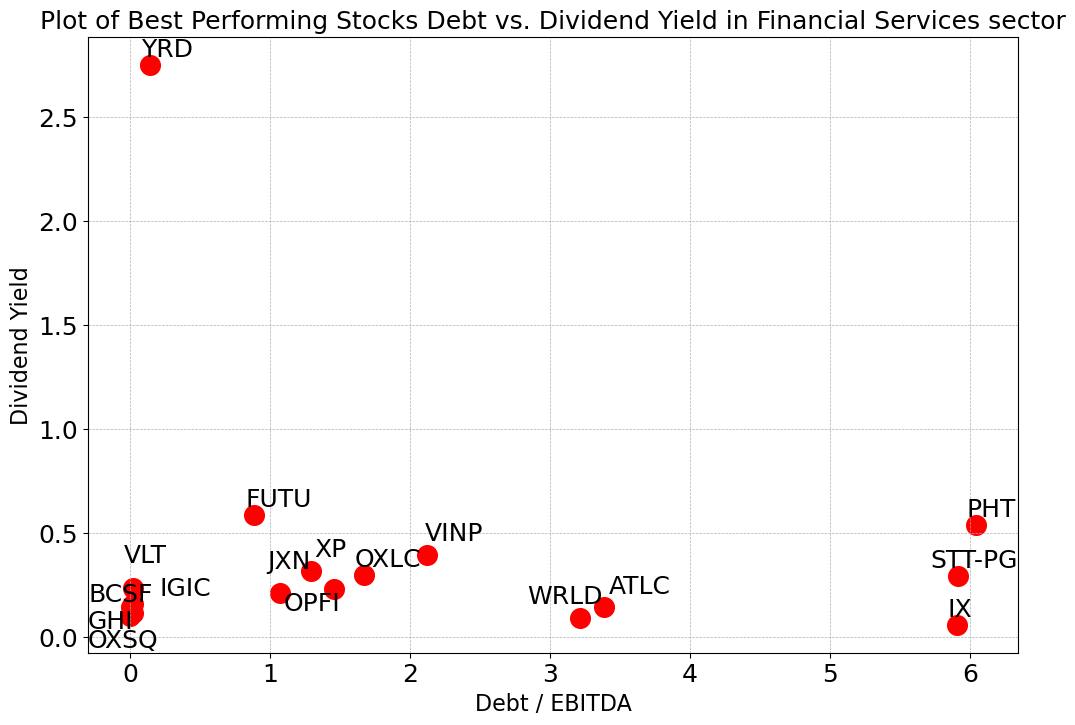 Plot of Best Performing Stocks Debt vs. Dividend Yield in Financial Services sector
YRD
2.5
2.0
Dividend Yield
1.5
1.0
FUTU
PHT
0.5
VINP
XP
VLT
JXN
OXLC
STT-PG
IGIC
BCSF
OPFI
WRLD
ATLC
IX
GHI
0.0
OXSQ
0 1 2 3 4 5 6
Debt / EBITDA